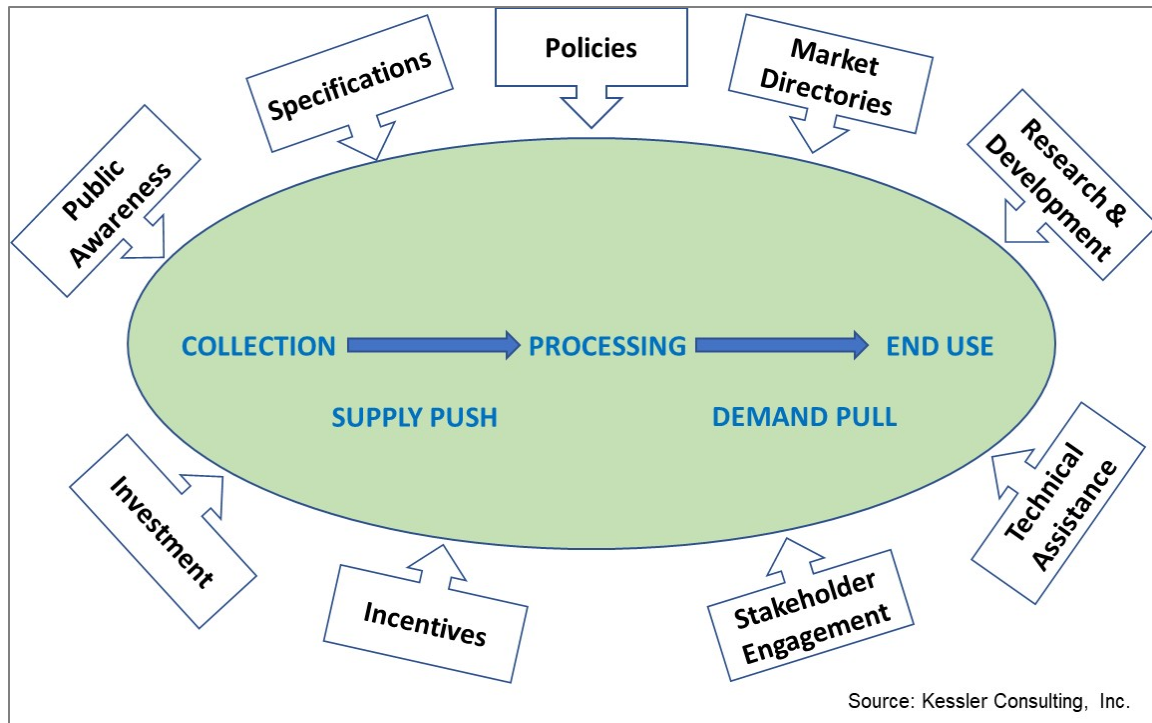 Policies
Specifications
Market
Directories
Public
Awareness
Research &
Development
COLLECTION
PROCESSING
END USE
SUPPLY PUSH
DEMAND PULL
Investment
Incentives
Stakeholder
Engagement
Technical
Assistance
Source: Kessler Consulting, Inc.